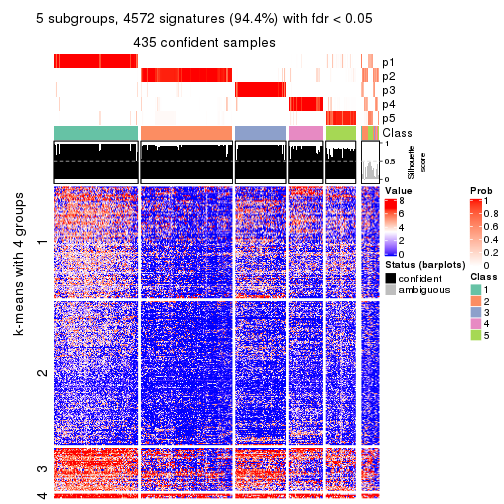 5 subgroups, 4572 signatures (94.4%) with fdr < 0.05
435 confident samples
p1
p2
p3
p4
p5
Class
1
0.5
0
Silhouette
score
k-means with 4 groups
1
2
3
4
Value
8
6
4
2
0
Status (barplots)
confident
ambiguous
Prob
1
0.8
0.6
0.4
0.2
0
Class
1
2
3
4
5